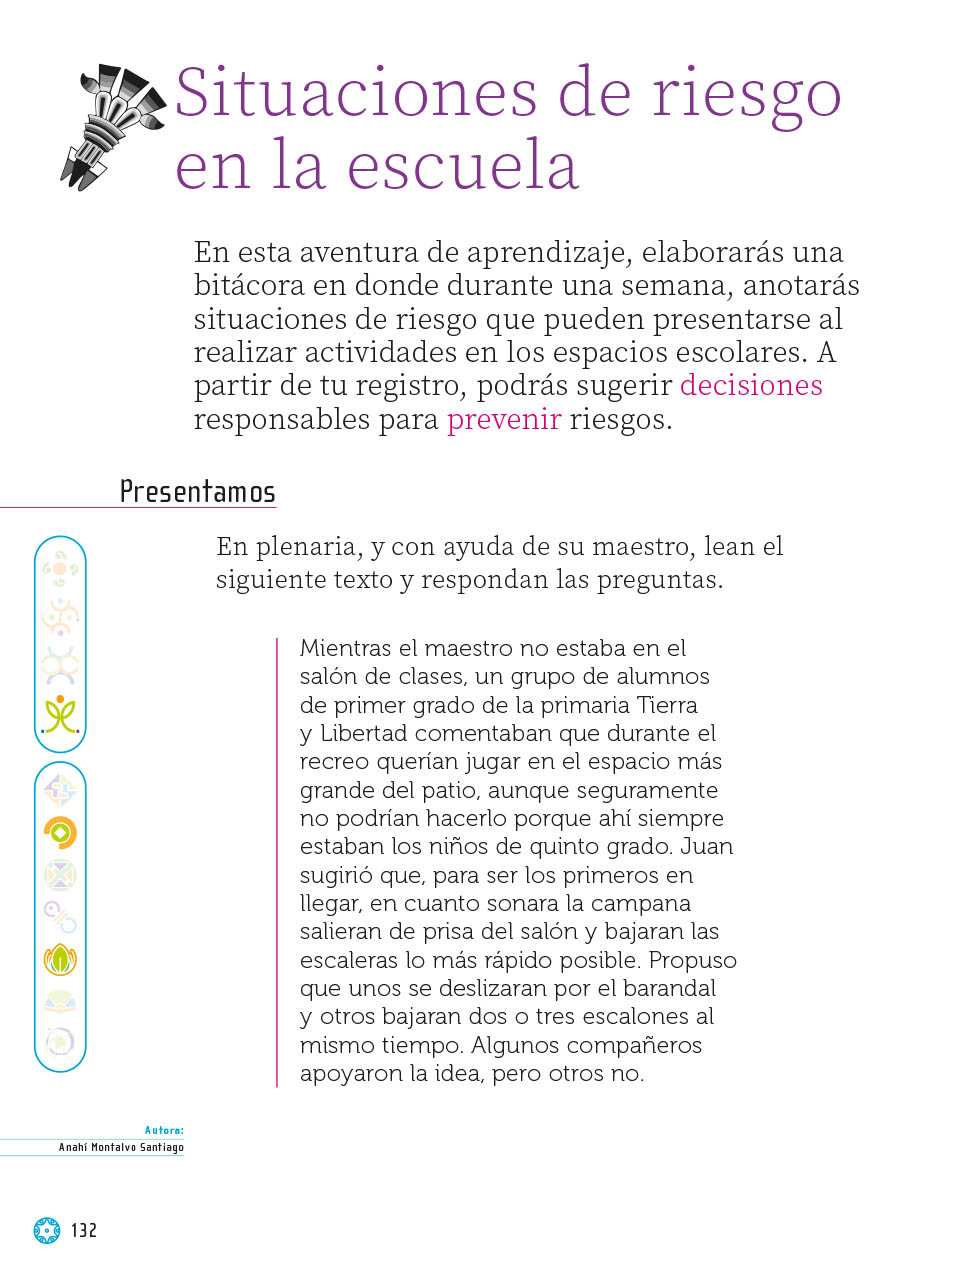 Situaciones de riesgo
en la escuela
En esta aventura de aprendizaje, elaborarás una
bitácora en donde durante una semana, anotarás
situaciones de riesgo que pueden presentarse al
realizar actividades en los espacios escolares. A
partir de tu registro, podrás sugerir decisiones
responsables para prevenir riesgos.
Presentamos
En plenaria, y con ayuda de su maestro, lean el
siguiente texto y respondan las preguntas.
Mientras el maestro no estaba en el
salón de clases, un grupo de alumnos
de primer grado de la primaria Tierra
y Libertad comentaban que durante el
recreo querían jugar en el espacio más
grande del patio, aunque seguramente
no podrían hacerlo porque ahí siempre
estaban los niños de quinto grado. Juan
sugirió que, para ser los primeros en
llegar, en cuanto sonara la campana
salieran de prisa del salón y bajaran las
escaleras lo más rápido posible. Propuso
que unos se deslizaran por el barandal
y otros bajaran dos o tres escalones al
mismo tiempo. Algunos compañeros
apoyaron la idea, pero otros no.
Autora:
Anahí Montalvo Santiago
132